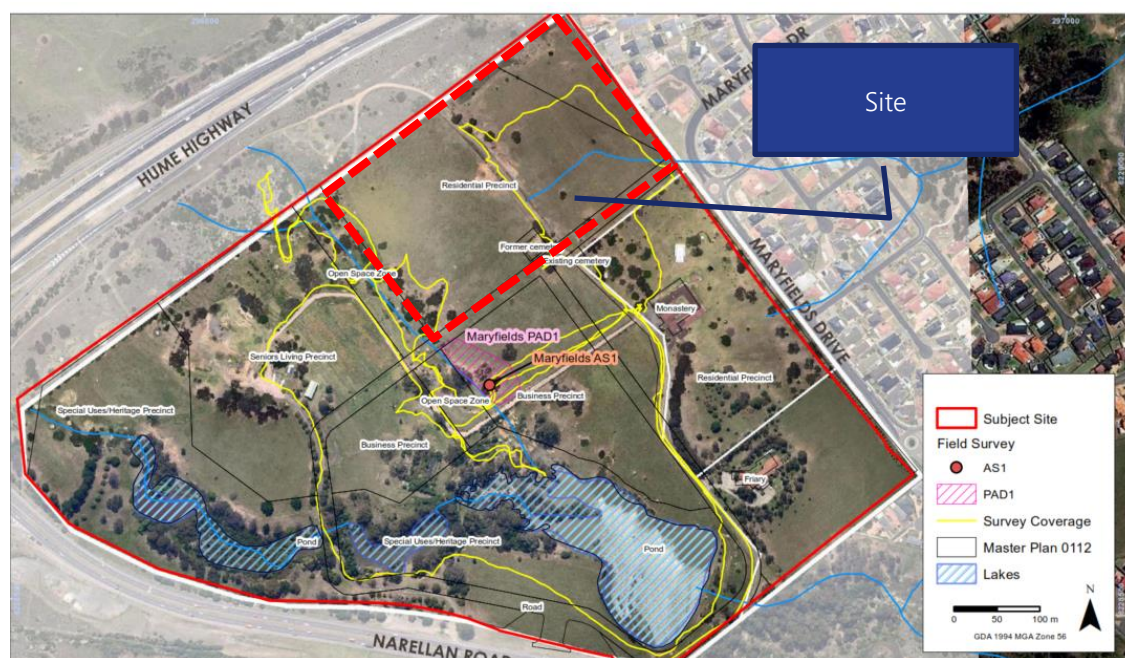 297000
MARYFIELDS DR
Site
HUME HIGHWAY
Residential Precinct
Former cemetery
Existing cemetery
Open Space Zone
Monastery
MARYFIELDS DRIVE
Maryfields PAD1
Maryfields AS1
Seniors Living Precinct
Residential Precinct
Business Precinct
Open Space Zone
Special Uses/Heritage Precinct
Business Precinct
Friary
Pond
Special Uses/Heritage Precinct
Pond
Road
NARELLAN ROAD
Subject Site
Field Survey
AS1
PAD1
Survey Coverage
Master Plan 0112
Lakes
N
0 50 100 m
GDA 1994 MGA Zone 56